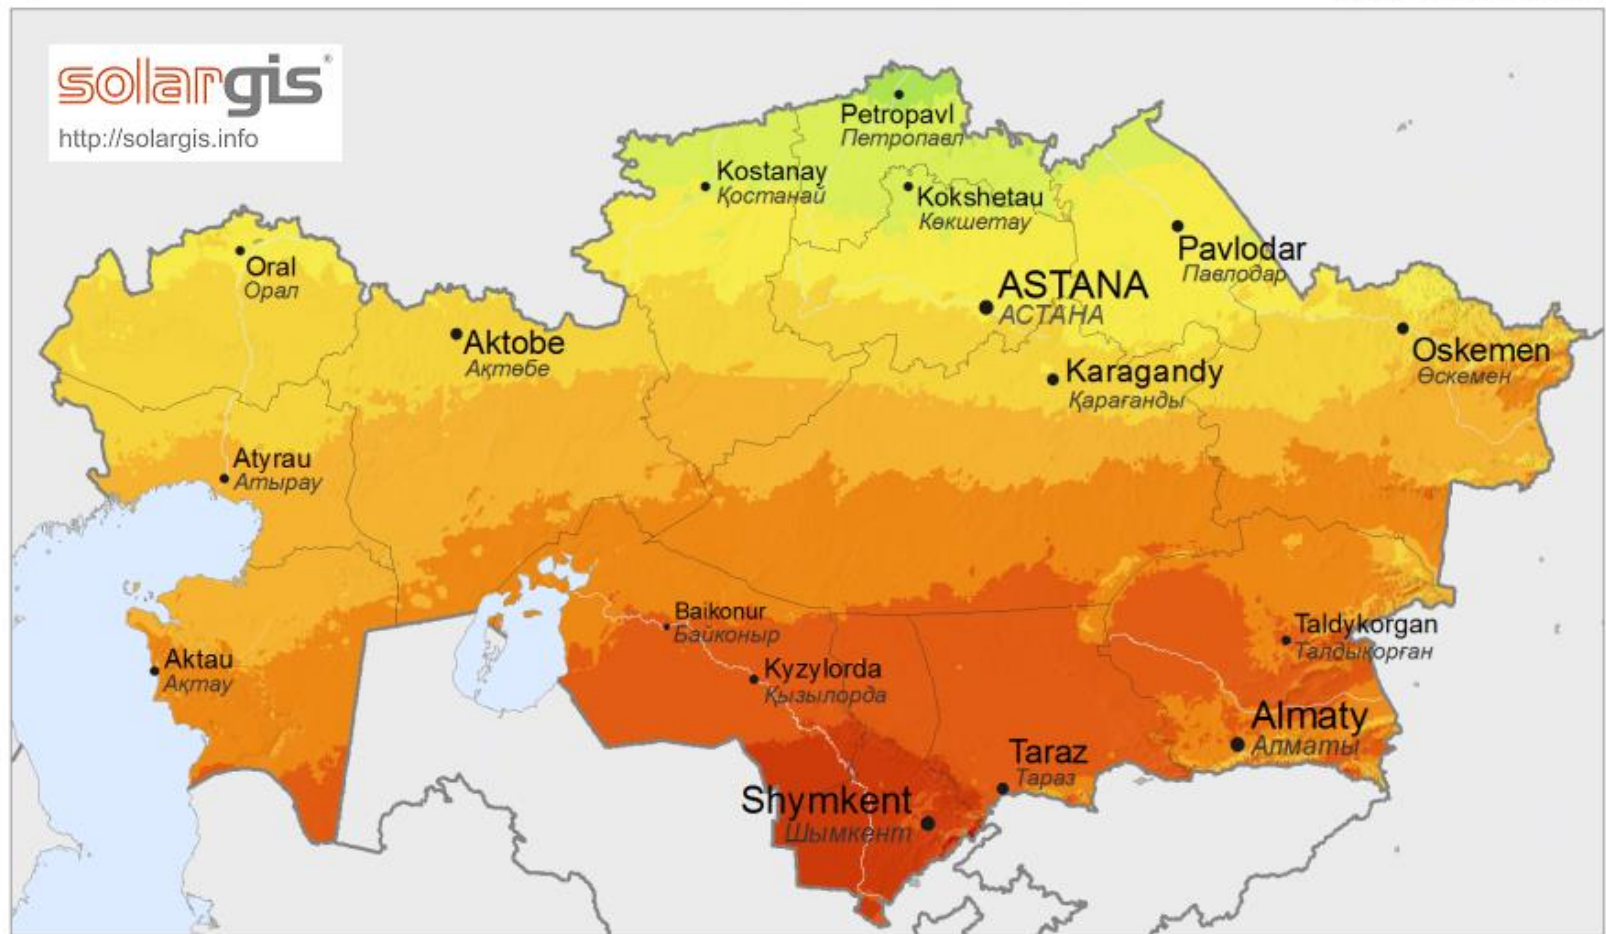 solargis®
http://solargis.info
Petropavl
Петропавл
Kostanay
Қостанай
Kokshetau
Көкшетау
Oral
Орал
Pavlodar
Павлодар
ASTANA
АСТАНА
Aktobe
Ақтөбе
Oskemen
Өскемен
Karagandy
Қарағанды
Atyrau
Атырау
Baikonur
Байконыр
Taldykorgan
Талдықорған
Aktau
Ақтау
Kyzylorda
Қызылорда
Almaty
Алматы
Taraz
Тараз
Shymkent
Шымкент